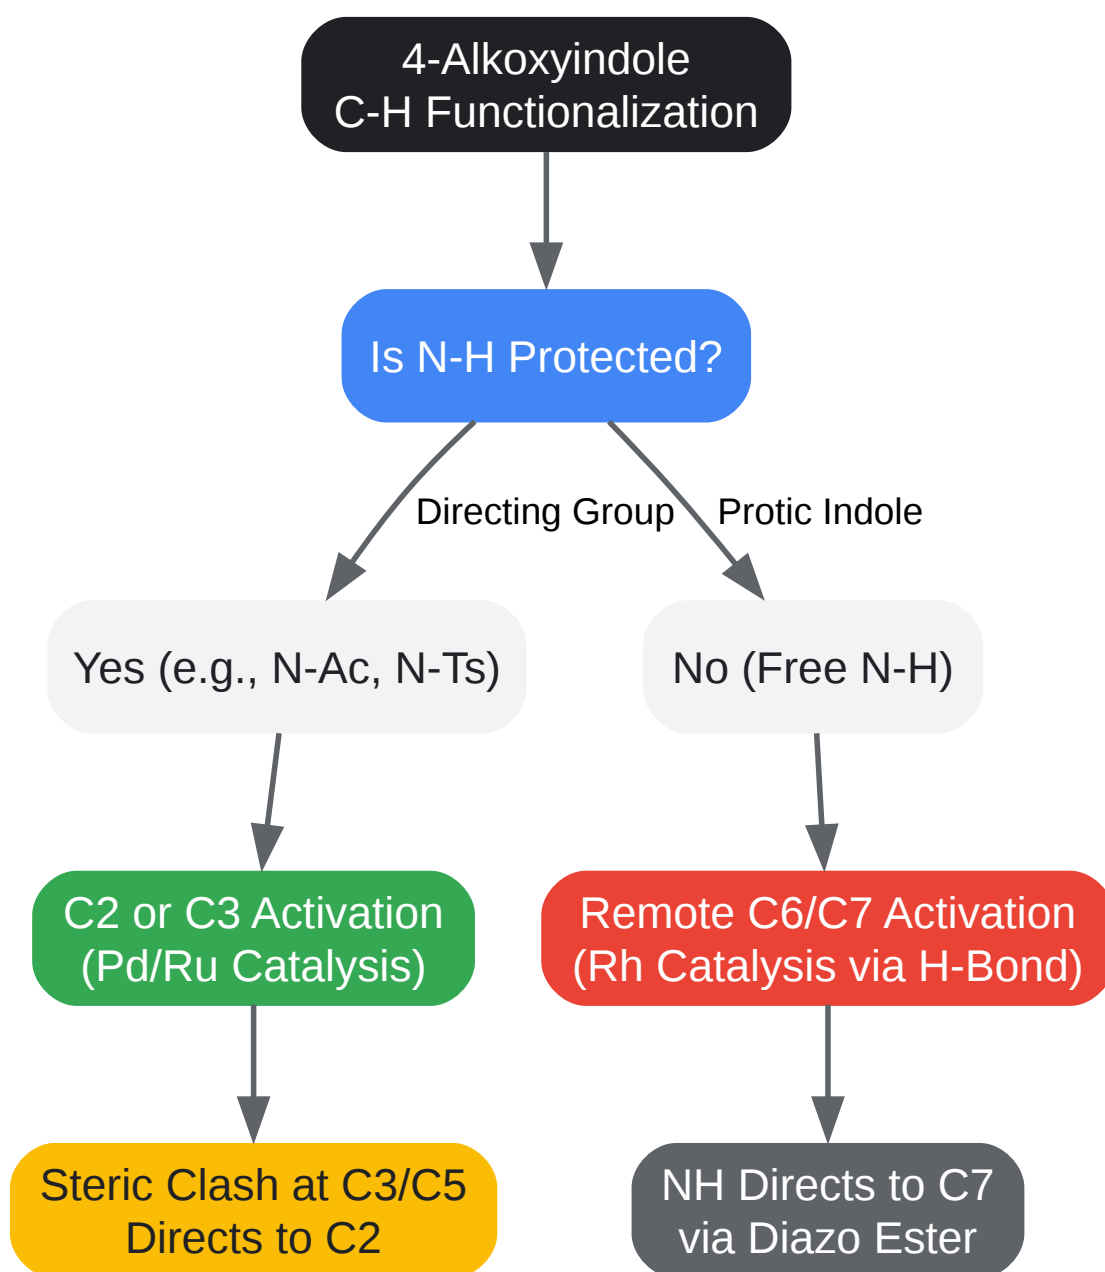 4-Alkoxyindole
C-H Functionalization
Is N-H Protected?
Directing Group
Protic Indole
Yes (e.g., N-Ac, N-Ts)
No (Free N-H)
C2 or C3 Activation
(Pd/Ru Catalysis)
Remote C6/C7 Activation
(Rh Catalysis via H-Bond)
Steric Clash at C3/C5
Directs to C2
NH Directs to C7
via Diazo Ester